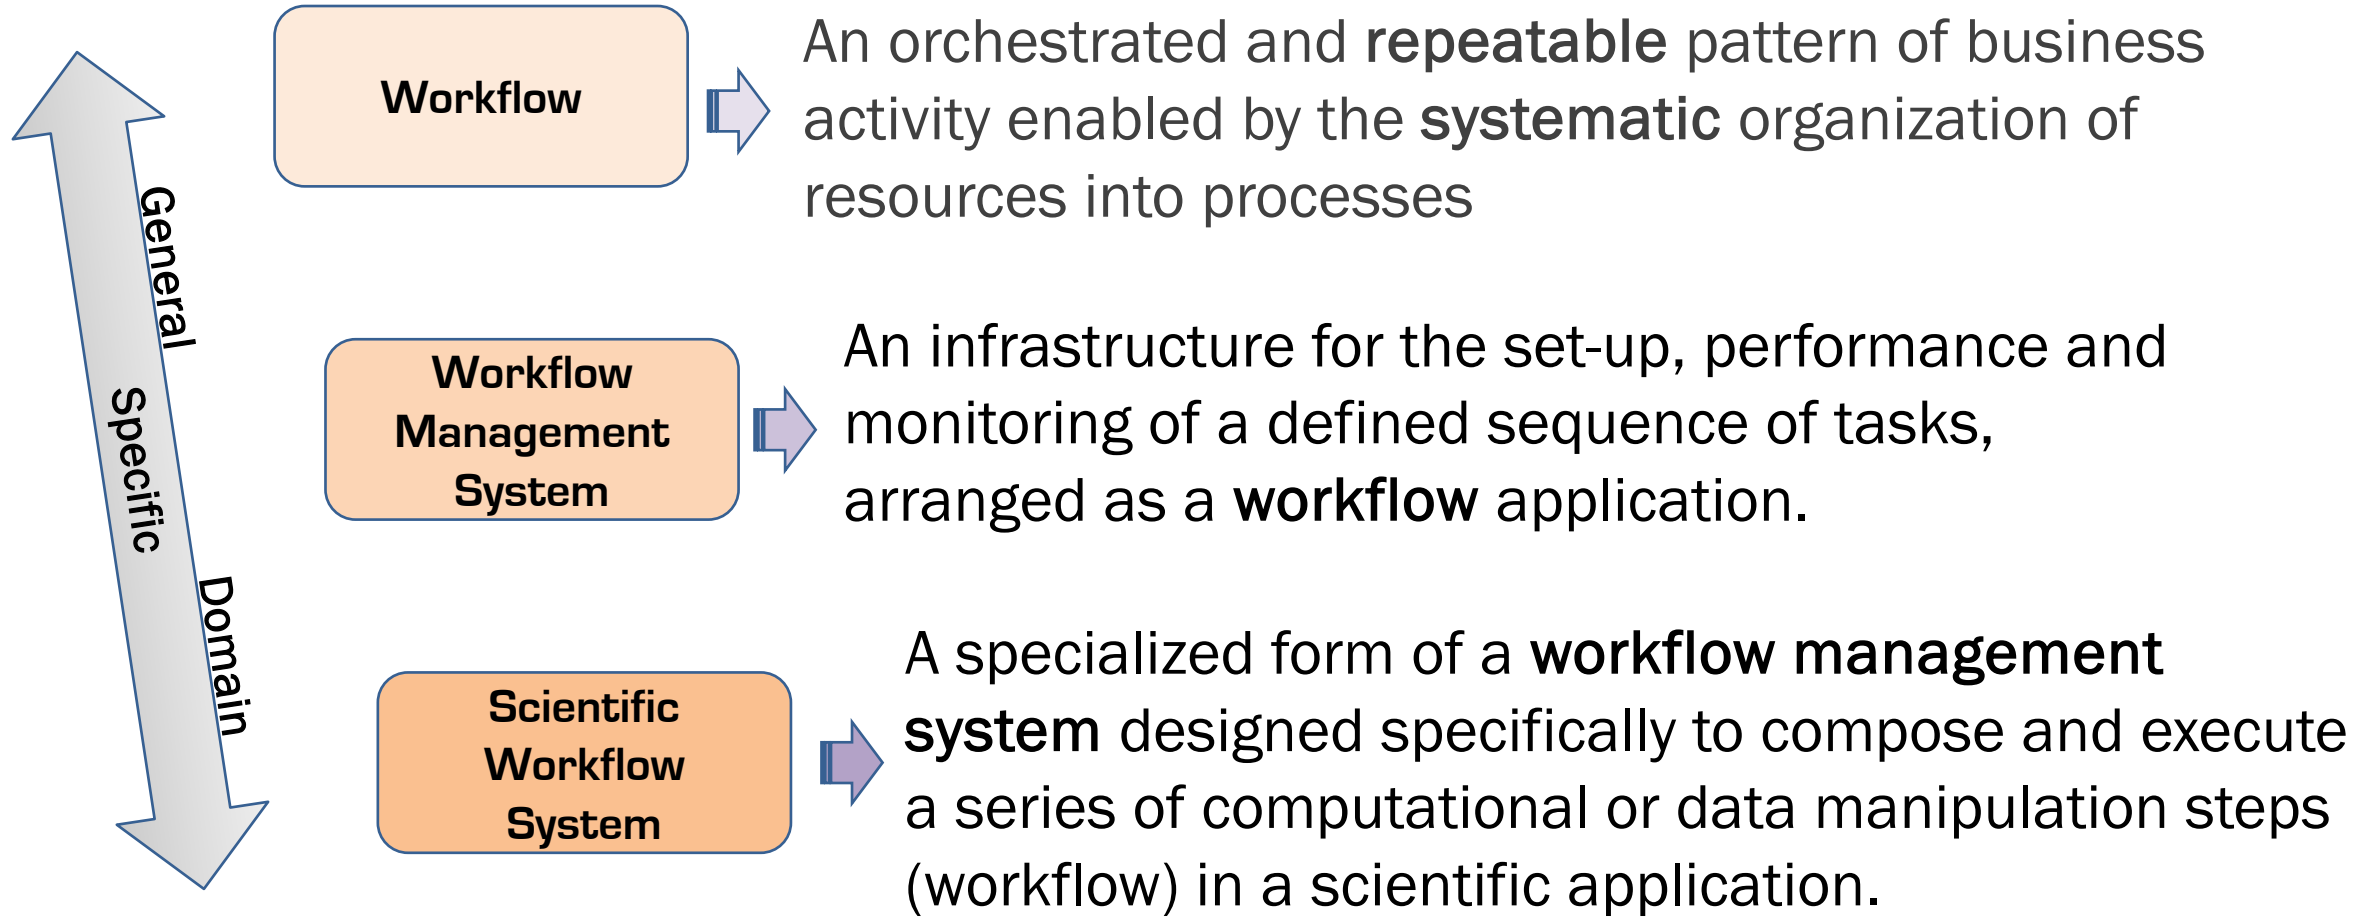 General
Specific
Domain
Workflow
An orchestrated and repeatable pattern of business
activity enabled by the systematic organization of
resources into processes
Workflow
Management
System
An infrastructure for the set-up, performance and
monitoring of a defined sequence of tasks,
arranged as a workflow application.
Scientific
Workflow
System
A specialized form of a workflow management
system designed specifically to compose and execute
a series of computational or data manipulation steps
(workflow) in a scientific application.